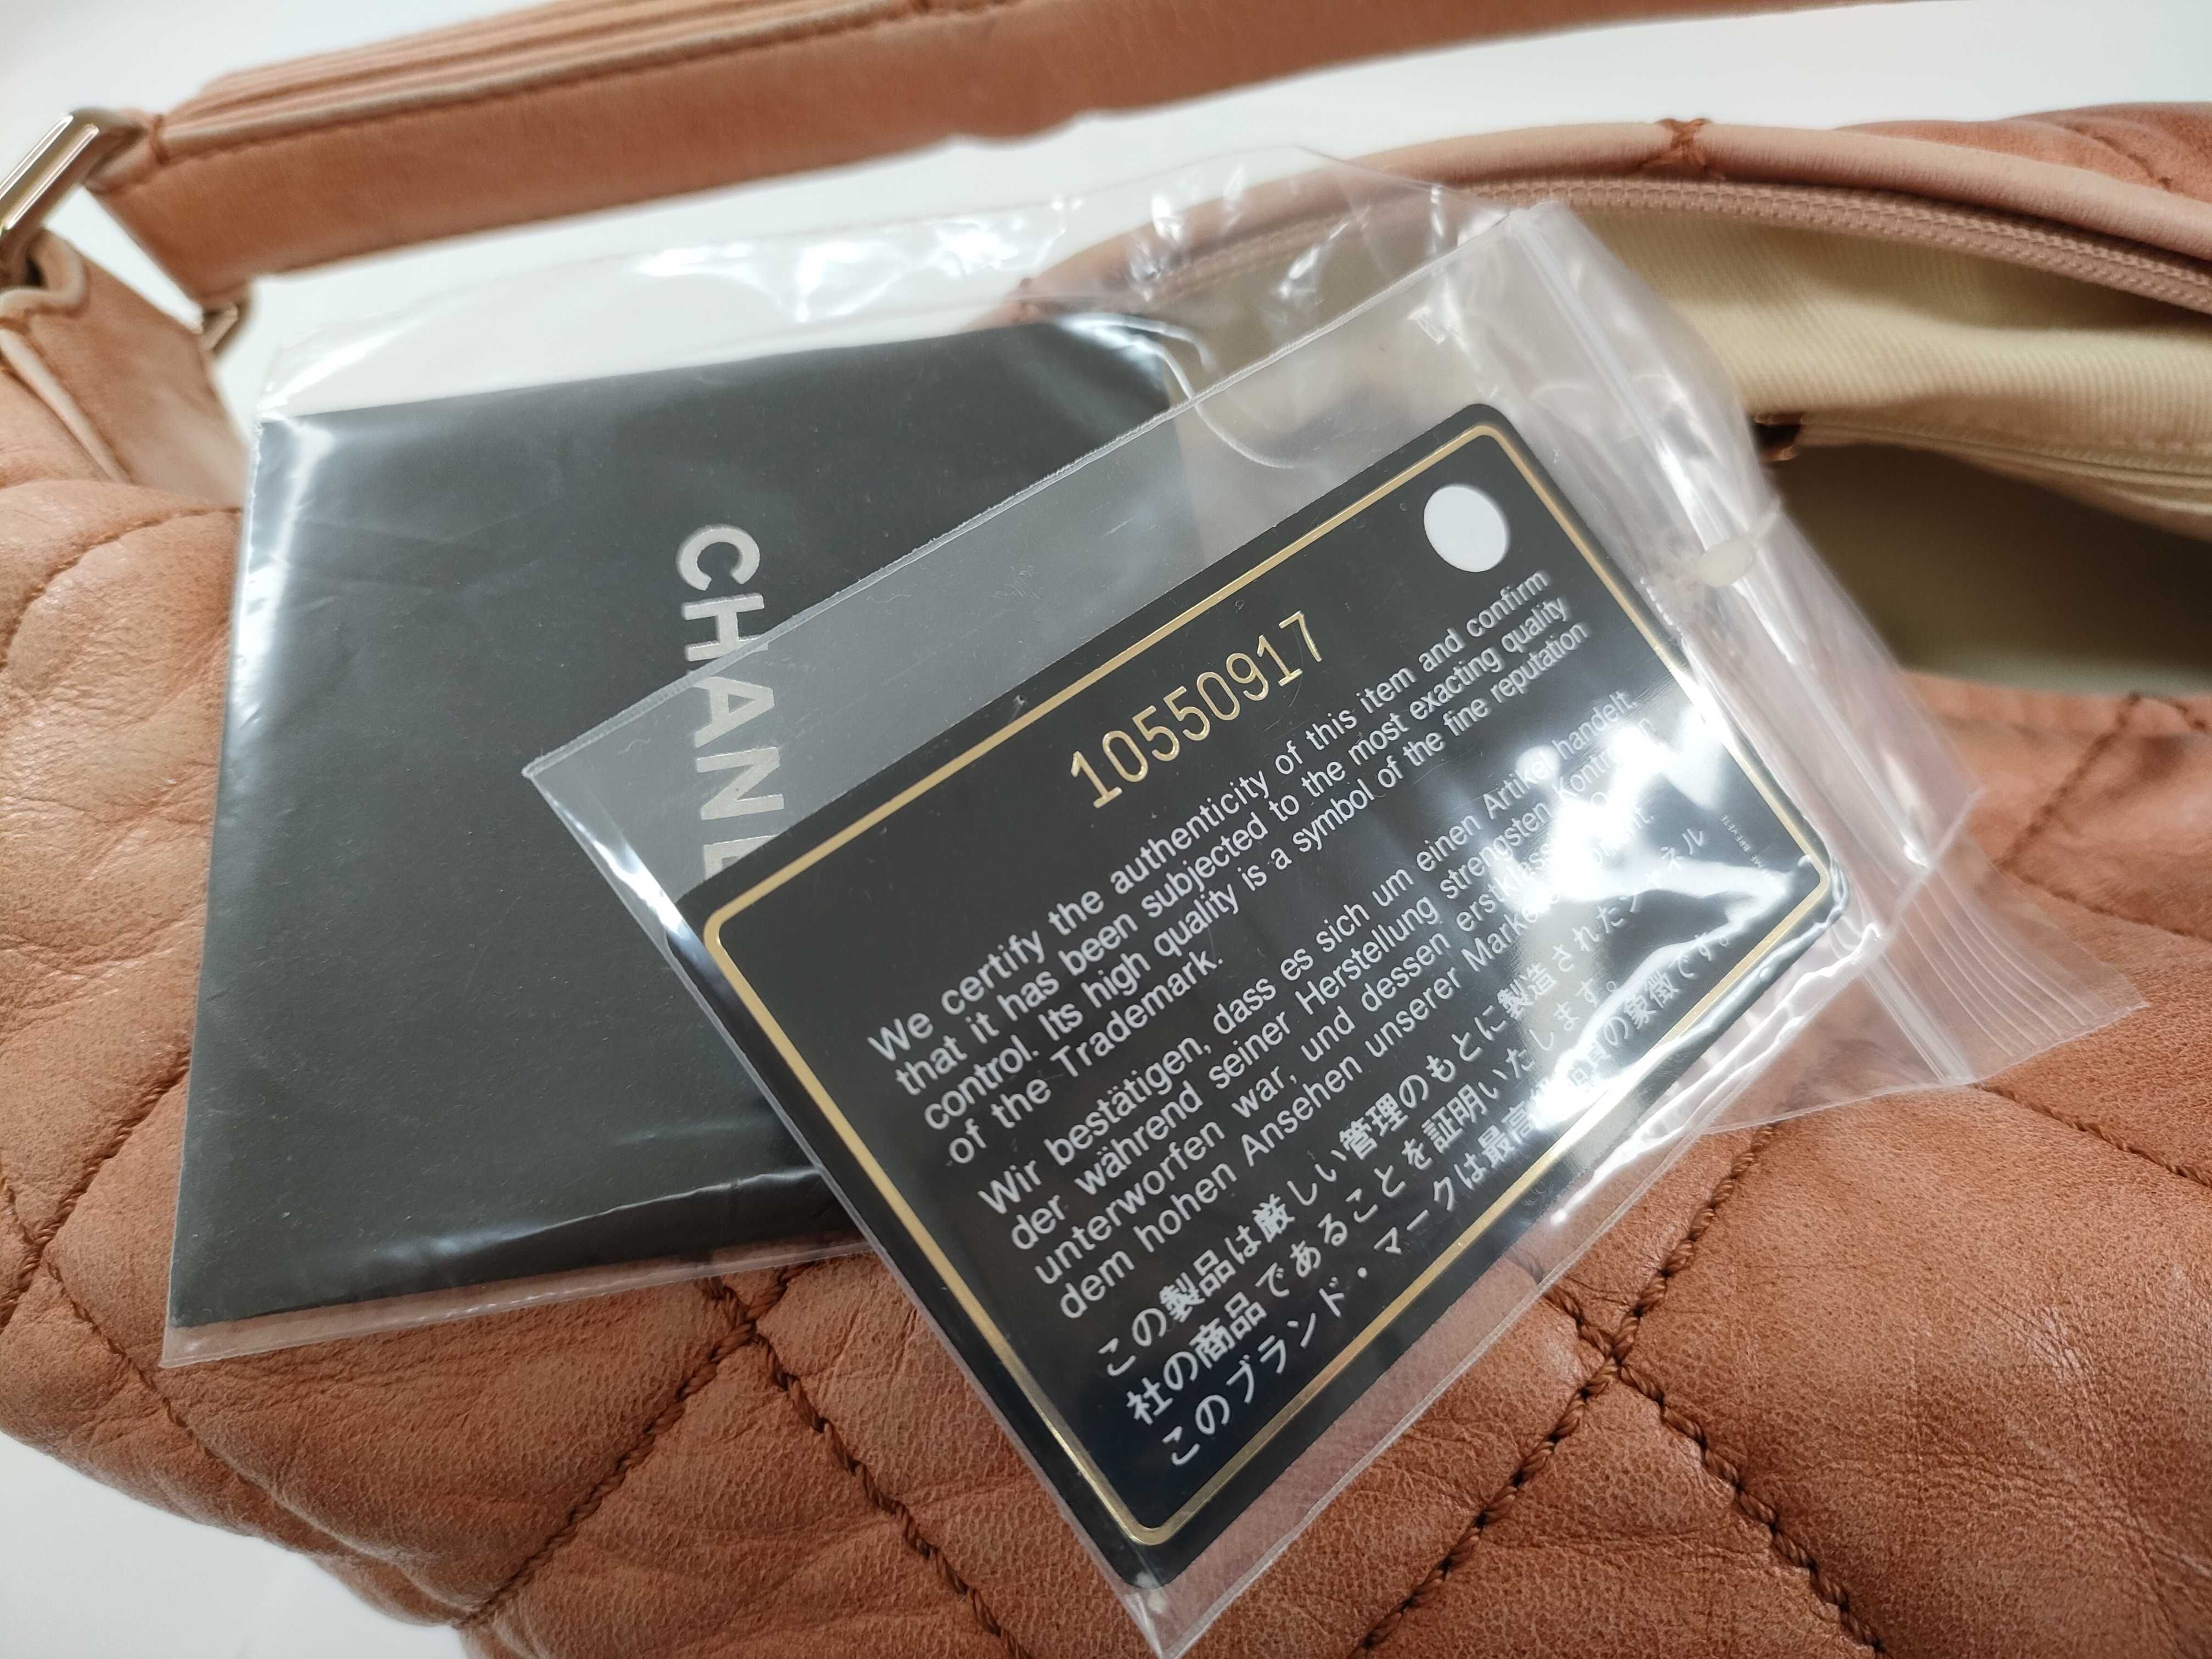 CHANE
10550917
We certify the authenticity of this item and confirm
that it has been subjected to the most exacting quality
control. Its high quality is a symbol of the fine reputation
of the Trademark.
Wir bestätigen, dass es sich um einen Artikel handelt,
der während seiner Herstellung strengsten Kontrollen
unterworfen war, und dessen erstklassige
dem hohen Ansehen unserer Marke
この製品は厳しい管理のもとに製造されたシャネル
社の商品であることを証明いたします。
このブランド・マークは最高級品質の象徴です。